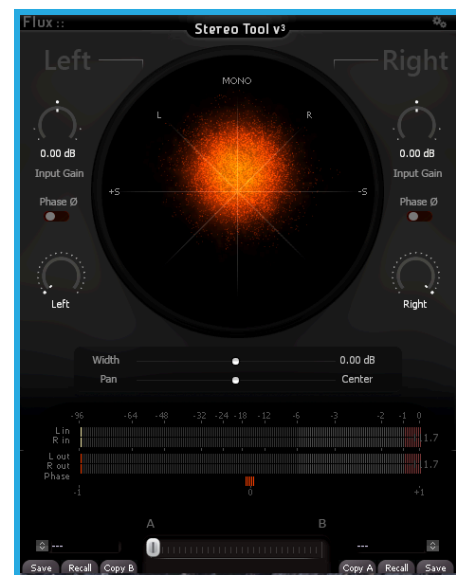 Flux ::
Stereo Tool v3
Left
Right
MONO
L
R
+S
-S
0.00 dB
0.00 dB
Input Gain
Input Gain
Phase Ø
Phase Ø
Left
Right
Width
0.00 dB
Pan
Center
-96 -64 -48 -32 -24 -18 -12 -6 -3 -2 -1 0
L in
R in
1.7
L out
R out
1.7
Phase
-1 0 +1
A
B
---
---
Save Recall Copy B
Copy A Recall Save